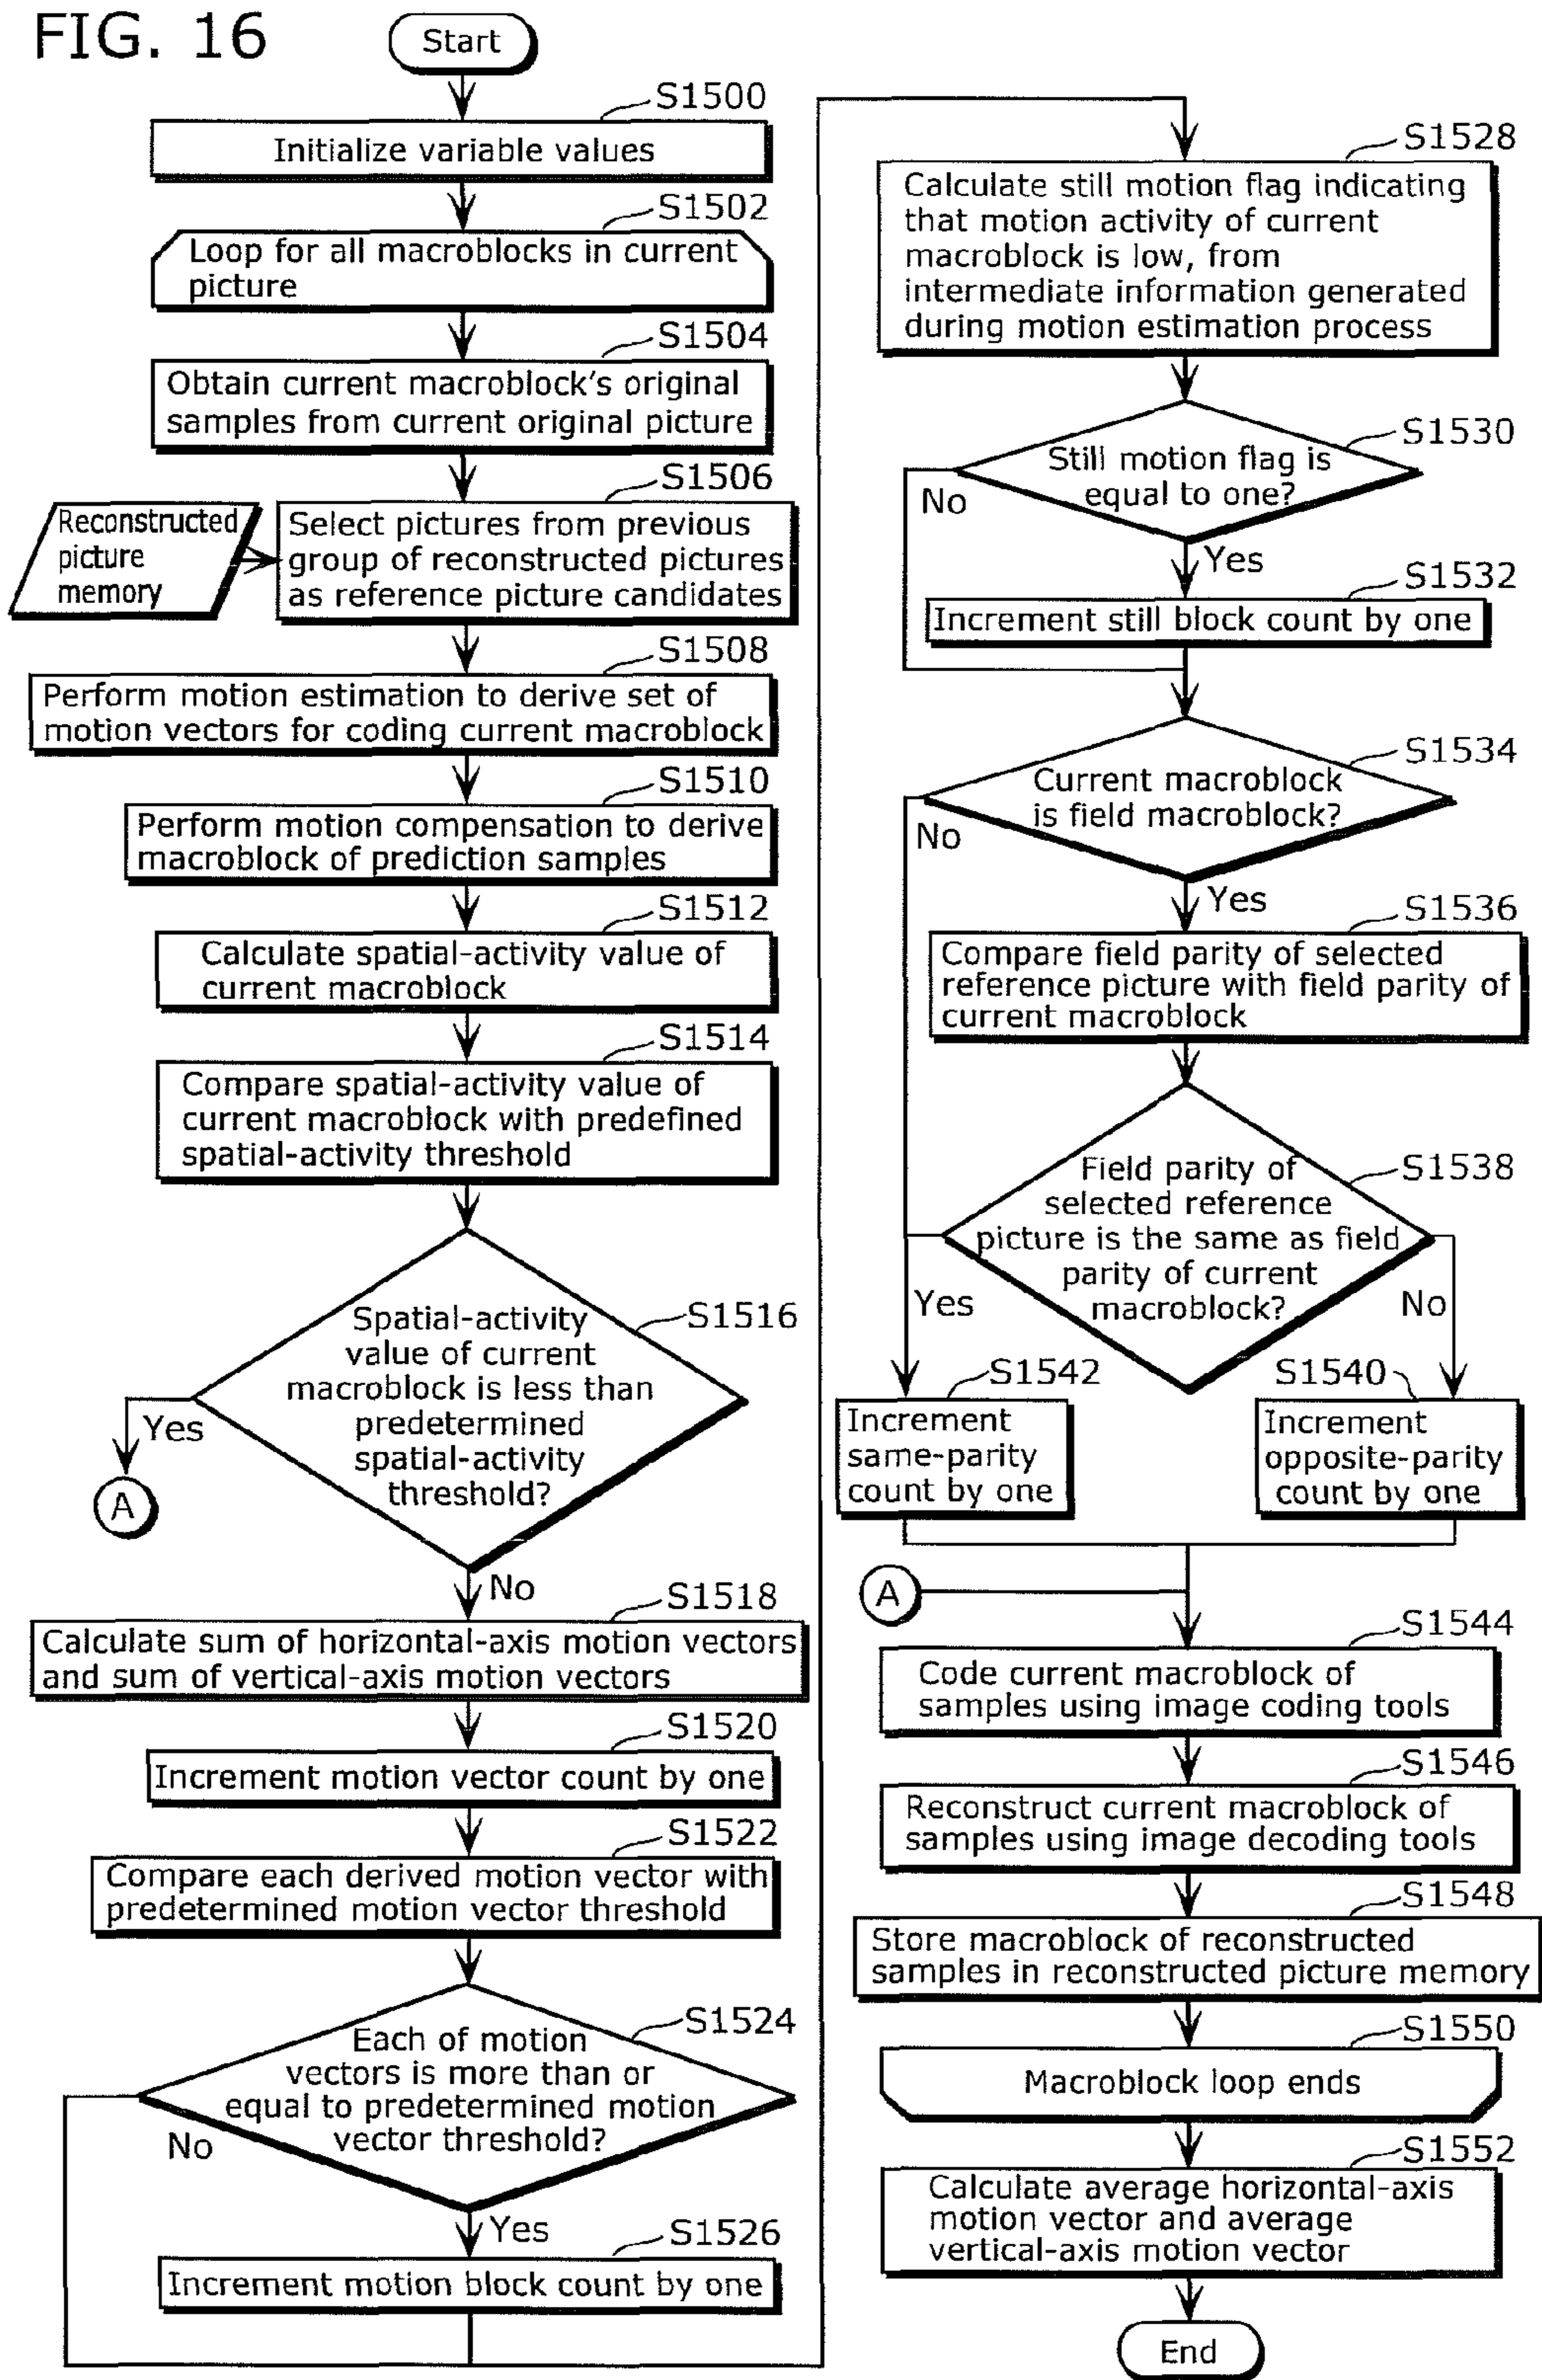 FIG. 16
Start
S1500
Initialize variable values
S1502
Loop for all macroblocks in current
picture
S1504
Obtain current macroblock's original
samples from current original picture
S1506
Reconstructed
picture
memory
Select pictures from previous
group of reconstructed pictures
as reference picture candidates
S1508
Perform motion estimation to derive set of
motion vectors for coding current macroblock
S1510
Perform motion compensation to derive
macroblock of prediction samples
S1512
Calculate spatial-activity value of
current macroblock
S1514
Compare spatial-activity value of
current macroblock with predefined
spatial-activity threshold
S1516
Spatial-activity
value of current
macroblock is less than
predetermined
spatial-activity
threshold?
Yes
A
No
S1518
Calculate sum of horizontal-axis motion vectors
and sum of vertical-axis motion vectors
S1520
Increment motion vector count by one
S1522
Compare each derived motion vector with
predetermined motion vector threshold
S1524
Each of motion
vectors is more than or
equal to predetermined motion
vector threshold?
No
Yes
S1526
Increment motion block count by one
S1528
Calculate still motion flag indicating
that motion activity of current
macroblock is low, from
intermediate information generated
during motion estimation process
S1530
Still motion flag is
equal to one?
No
Yes
S1532
Increment still block count by one
S1534
Current macroblock
is field macroblock?
No
Yes
S1536
Compare field parity of selected
reference picture with field parity of
current macroblock
S1538
Field parity of
selected reference
picture is the same as field
parity of current
macroblock?
Yes
No
S1542
Increment
same-parity
count by one
S1540
Increment
opposite-parity
count by one
A
S1544
Code current macroblock of
samples using image coding tools
S1546
Reconstruct current macroblock of
samples using image decoding tools
S1548
Store macroblock of reconstructed
samples in reconstructed picture memory
S1550
Macroblock loop ends
S1552
Calculate average horizontal-axis
motion vector and average
vertical-axis motion vector
End